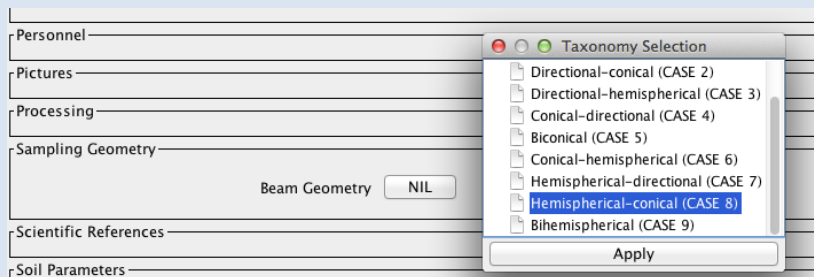 Personnel
Pictures
Processing
Sampling Geometry
Beam Geometry NIL
Scientific References
Soil Parameters
Taxonomy Selection
Directional-conical (CASE 2)
Directional-hemispherical (CASE 3)
Conical-directional (CASE 4)
Biconical (CASE 5)
Conical-hemispherical (CASE 6)
Hemispherical-directional (CASE 7)
Hemispherical-conical (CASE 8)
Bihemispherical (CASE 9)
Apply